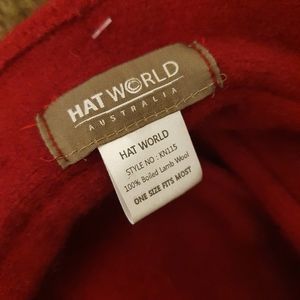 HAT WORLD
AUSTRALIA
HAT WORLD
STYLE NO : KN115
100% Boiled Lamb Wool
ONE SIZE FITS MOST